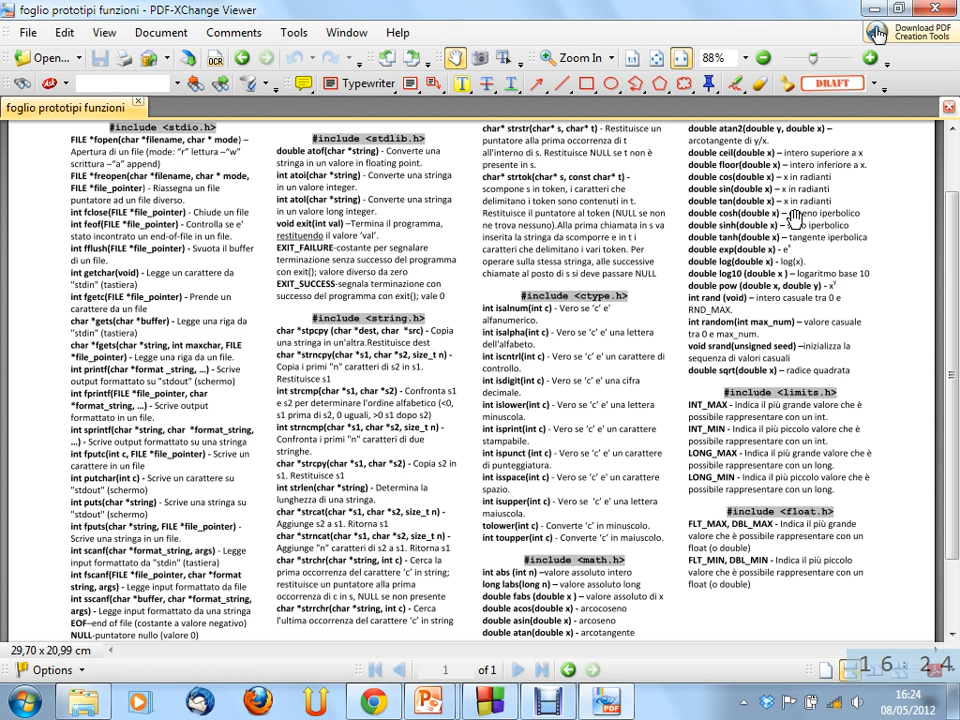 foglio prototipi funzioni - PDF-XChange Viewer
File Edit View Document Comments Tools Window Help
Download PDF
Creation Tools
Open... OCR Zoom In 88%
Typewriter DRAFT
foglio prototipi funzioni
#include <stdio.h>
FILE *fopen(char *filename, char * mode) –
Apertura di un file (mode: "r" lettura –"w"
scrittura –"a" append)
FILE *freopen(char *filename, char * mode,
FILE *file_pointer) - Riassegna un file
puntatore ad un file diverso.
int fclose(FILE *file_pointer) - Chiude un file
int feof(FILE *file_pointer) - Controlla se e'
stato incontrato un end-of-file in un file.
int fflush(FILE *file_pointer) - Svuota il buffer
di un file.
int getchar(void) - Legge un carattere da
"stdin" (tastiera)
int fgetc(FILE *file_pointer) - Prende un
carattere da un file
char *gets(char *buffer) - Legge una riga da
"stdin" (tastiera)
char *fgets(char *string, int maxchar, FILE
*file_pointer) - Legge una riga da un file.
int printf(char *format _string, …) - Scrive
output formattato su "stdout" (schermo)
int fprintf(FILE *file_pointer, char
*format_string, …) - Scrive output
formattato in un file.
int sprintf(char *string, char *format_string,
…) - Scrive output formattato su una stringa
int fputc(int c, FILE *file_pointer) - Scrive un
carattere in un file
int putchar(int c) - Scrive un carattere su
"stdout" (schermo)
int puts(char *string) - Scrive una stringa su
"stdout" (schermo)
int fputs(char *string, FILE *file_pointer) -
Scrive una stringa in un file.
int scanf(char *format_string, args) - Legge
input formattato da "stdin" (tastiera)
int fscanf(FILE *file_pointer, char *format
string, args) - Legge input formattato da file
int sscanf(char *buffer, char *format_string,
args) - Legge input formattato da una stringa
EOF–end of file (costante a valore negativo)
NULL-puntatore nullo (valore 0)
#include <stdlib.h>
double atof(char *string) - Converte una
stringa in un valore in floating point.
int atoi(char *string) - Converte una stringa
in un valore integer.
int atol(char *string) - Converte una stringa
in un valore long integer.
void exit(int val) –Termina il programma,
restituendo il valore 'val'.
EXIT_FAILURE-costante per segnalare
terminazione senza successo del programma
con exit(); valore diverso da zero
EXIT_SUCCESS-segnala terminazione con
successo del programma con exit(); vale 0
#include <string.h>
char *stpcpy (char *dest, char *src) - Copia
una stringa in un'altra.Restituisce dest
char *strncpy(char *s1, char *s2, size_t n) -
Copia i primi "n" caratteri di s2 in s1.
Restituisce s1
int strcmp(char *s1, char *s2) - Confronta s1
e s2 per determinare l'ordine alfabetico (<0,
s1 prima di s2, 0 uguali, >0 s1 dopo s2)
int strncmp(char *s1, char *s2, size_t n) -
Confronta i primi "n" caratteri di due
stringhe.
char *strcpy(char *s1, char *s2) - Copia s2 in
s1. Restituisce s1
int strlen(char *string) - Determina la
lunghezza di una stringa.
char *strcat(char *s1, char *s2, size_t n) -
Aggiunge s2 a s1. Ritorna s1
char *strncat(char *s1, char *s2, size_t n) -
Aggiunge "n" caratteri di s2 a s1. Ritorna s1
char *strchr(char *string, int c) - Cerca la
prima occorrenza del carattere 'c' in string;
restituisce un puntatore alla prima
occorrenza di c in s, NULL se non presente
char *strrchr(char *string, int c) - Cerca
l'ultima occorrenza del carattere 'c' in string
char* strstr(char* s, char* t) - Restituisce un
puntatore alla prima occorrenza di t
all'interno di s. Restituisce NULL se t non è
presente in s.
char* strtok(char* s, const char* t) -
scompone s in token, i caratteri che
delimitano i token sono contenuti in t.
Restituisce il puntatore al token (NULL se non
ne trova nessuno).Alla prima chiamata in s va
inserita la stringa da scomporre e in t i
caratteri che delimitano i vari token. Per
operare sulla stessa stringa, alle successive
chiamate al posto di s si deve passare NULL
#include <ctype.h>
int isalnum(int c) - Vero se 'c' e'
alfanumerico.
int isalpha(int c) - Vero se 'c' e' una lettera
dell'alfabeto.
int iscntrl(int c) - Vero se 'c' e' un carattere di
controllo.
int isdigit(int c) - Vero se 'c' e' una cifra
decimale.
int islower(int c) - Vero se 'c' e' una lettera
minuscola.
int isprint(int c) - Vero se 'c' e' un carattere
stampabile.
int ispunct (int c) - Vero se 'c' e' un carattere
di punteggiatura.
int isspace(int c) - Vero se 'c' e' un carattere
spazio.
int isupper(int c) - Vero se 'c' e' una lettera
maiuscola.
tolower(int c) - Converte 'c' in minuscolo.
int toupper(int c) - Converte 'c' in maiuscolo.
#include <math.h>
int abs (int n) –valore assoluto intero
long labs(long n) – valore assoluto long
double fabs (double x ) – valore assoluto di x
double acos(double x) - arcocoseno
double asin(double x) - arcoseno
double atan(double x) - arcotangente
double atan2(double y, double x) –
arcotangente di y/x.
double ceil(double x) – intero superiore a x
double floor(double x) – intero inferiore a x.
double cos(double x) – x in radianti
double sin(double x) – x in radianti
double tan(double x) – x in radianti
double cosh(double x) – iperbolico
double sinh(double x) – iperbolico
double tanh(double x) – tangente iperbolica
double exp(double x) - eˣ
double log(double x) - log(x).
double log10 (double x ) – logaritmo base 10
double pow (double x, double y) - xʸ
int rand (void) – intero casuale tra 0 e
RND_MAX.
int random(int max_num) – valore casuale
tra 0 e max_num.
void srand(unsigned seed) –inizializza la
sequenza di valori casuali
double sqrt(double x) – radice quadrata
#include <limits.h>
INT_MAX - Indica il più grande valore che è
possibile rappresentare con un int.
INT_MIN - Indica il più piccolo valore che è
possibile rappresentare con un int.
LONG_MAX - Indica il più grande valore che è
possibile rappresentare con un long.
LONG_MIN - Indica il più piccolo valore che è
possibile rappresentare con un long.
#include <float.h>
FLT_MAX, DBL_MAX - Indica il più grande
valore che è possibile rappresentare con un
float (o double)
FLT_MIN, DBL_MIN - Indica il più piccolo
valore che è possibile rappresentare con un
float (o double)
29,70 x 20,99 cm
Options 1 of 1
16:24
16:24
08/05/2012